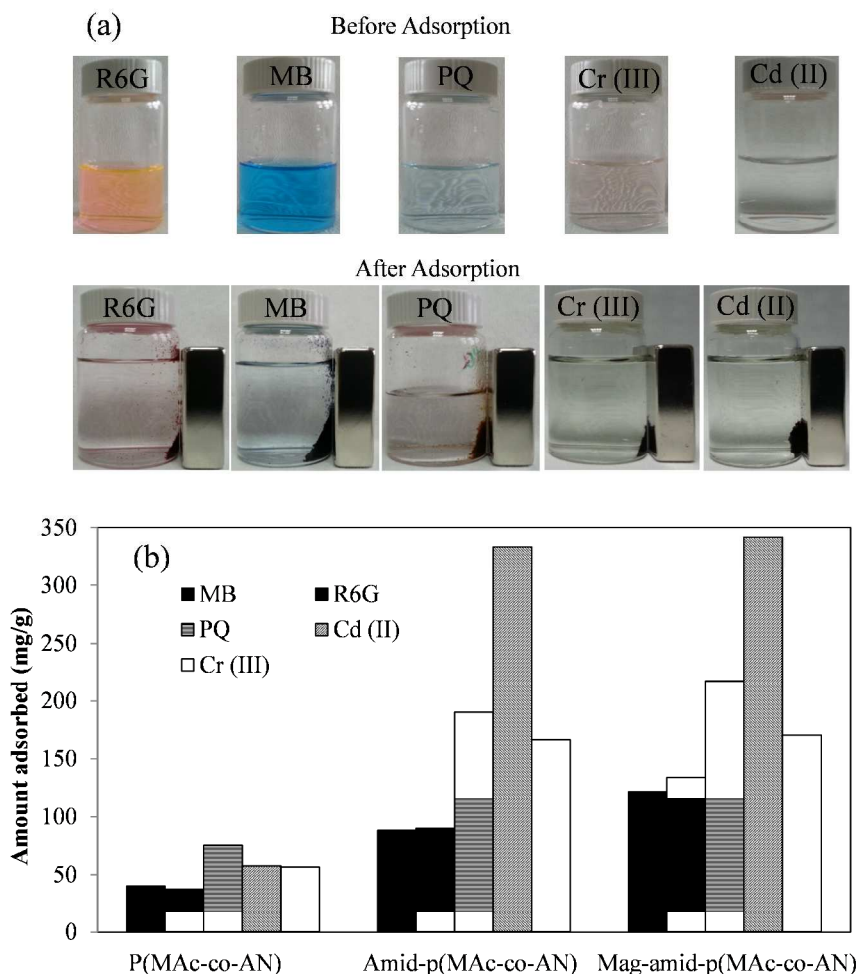 (a)
Before Adsorption
R6G MB PQ Cr (III) Cd (II)
After Adsorption
R6G MB PQ Cr (III) Cd (II)
(b)
MB R6G
PQ Cd (II)
Cr (III)
Amount adsorbed (mg/g)
350
300
250
200
150
100
50
0
P(MAc-co-AN) Amid-p(MAc-co-AN) Mag-amid-p(MAc-co-AN)